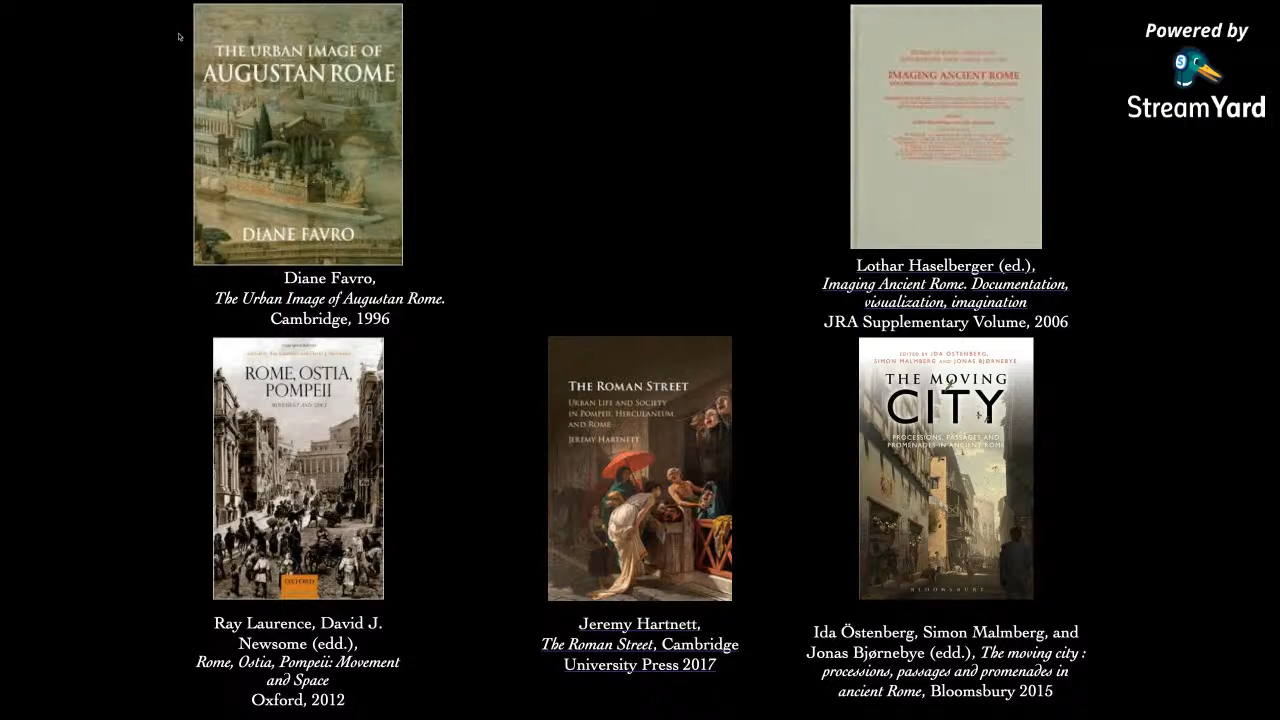 THE URBAN IMAGE OF
AUGUSTAN ROME
DIANE FAVRO
Diane Favro,
The Urban Image of Augustan Rome.
Cambridge, 1996
IMAGING ANCIENT ROME
Lothar Haselberger (ed.),
Imaging Ancient Rome. Documentation,
visualization, imagination
JRA Supplementary Volume, 2006
Powered by
StreamYard
ROME, OSTIA,
POMPEII
MOVEMENT AND SPACE
OXFORD
Ray Laurence, David J.
Newsome (edd.),
Rome, Ostia, Pompeii: Movement
and Space
Oxford, 2012
THE ROMAN STREET
URBAN LIFE AND SOCIETY
IN POMPEII, HERCULANEUM,
AND ROME
JEREMY HARTNETT
Jeremy Hartnett,
The Roman Street, Cambridge
University Press 2017
EDITED BY IDA ÖSTENBERG,
SIMON MALMBERG AND JONAS BJØRNEBYE
THE MOVING
CITY
PROCESSIONS, PASSAGES AND
PROMENADES IN ANCIENT ROME
BLOOMSBURY
Ida Östenberg, Simon Malmberg, and
Jonas Bjørnebye (edd.), The moving city :
processions, passages and promenades in
ancient Rome, Bloomsbury 2015